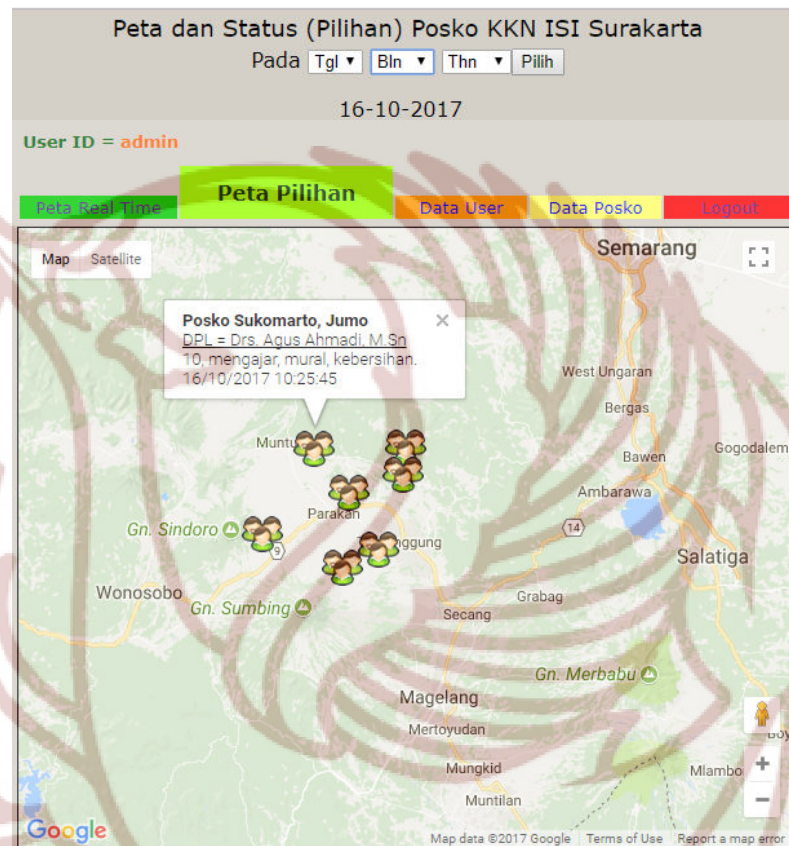 Peta dan Status (Pilihan) Posko KKN ISI Surakarta
Pada Tgl Bln Thn Pilih
16-10-2017
User ID = admin
Peta Real Time Peta Pilihan Data User Data Posko Logout
Map Satellite
Semarang
Posko Sukomarto, Jumo
DPL = Drs. Agus Ahmadi, M.Sn
10, mengajar, mural, kebersihan.
16/10/2017 10:25:45
West Ungaran
Bergas
Muntu
Bawen
Gogodalem
Ambarawa
Parakan
Gn. Sindoro
9
nggung
14
Salatiga
Wonosobo
Gn. Sumbing
Grabag
Secang
Gn. Merbabu
Magelang
Mertoyudan
Boy
Mungkid
Mlambo
Muntilan
Google
Map data ©2017 Google Terms of Use Report a map error